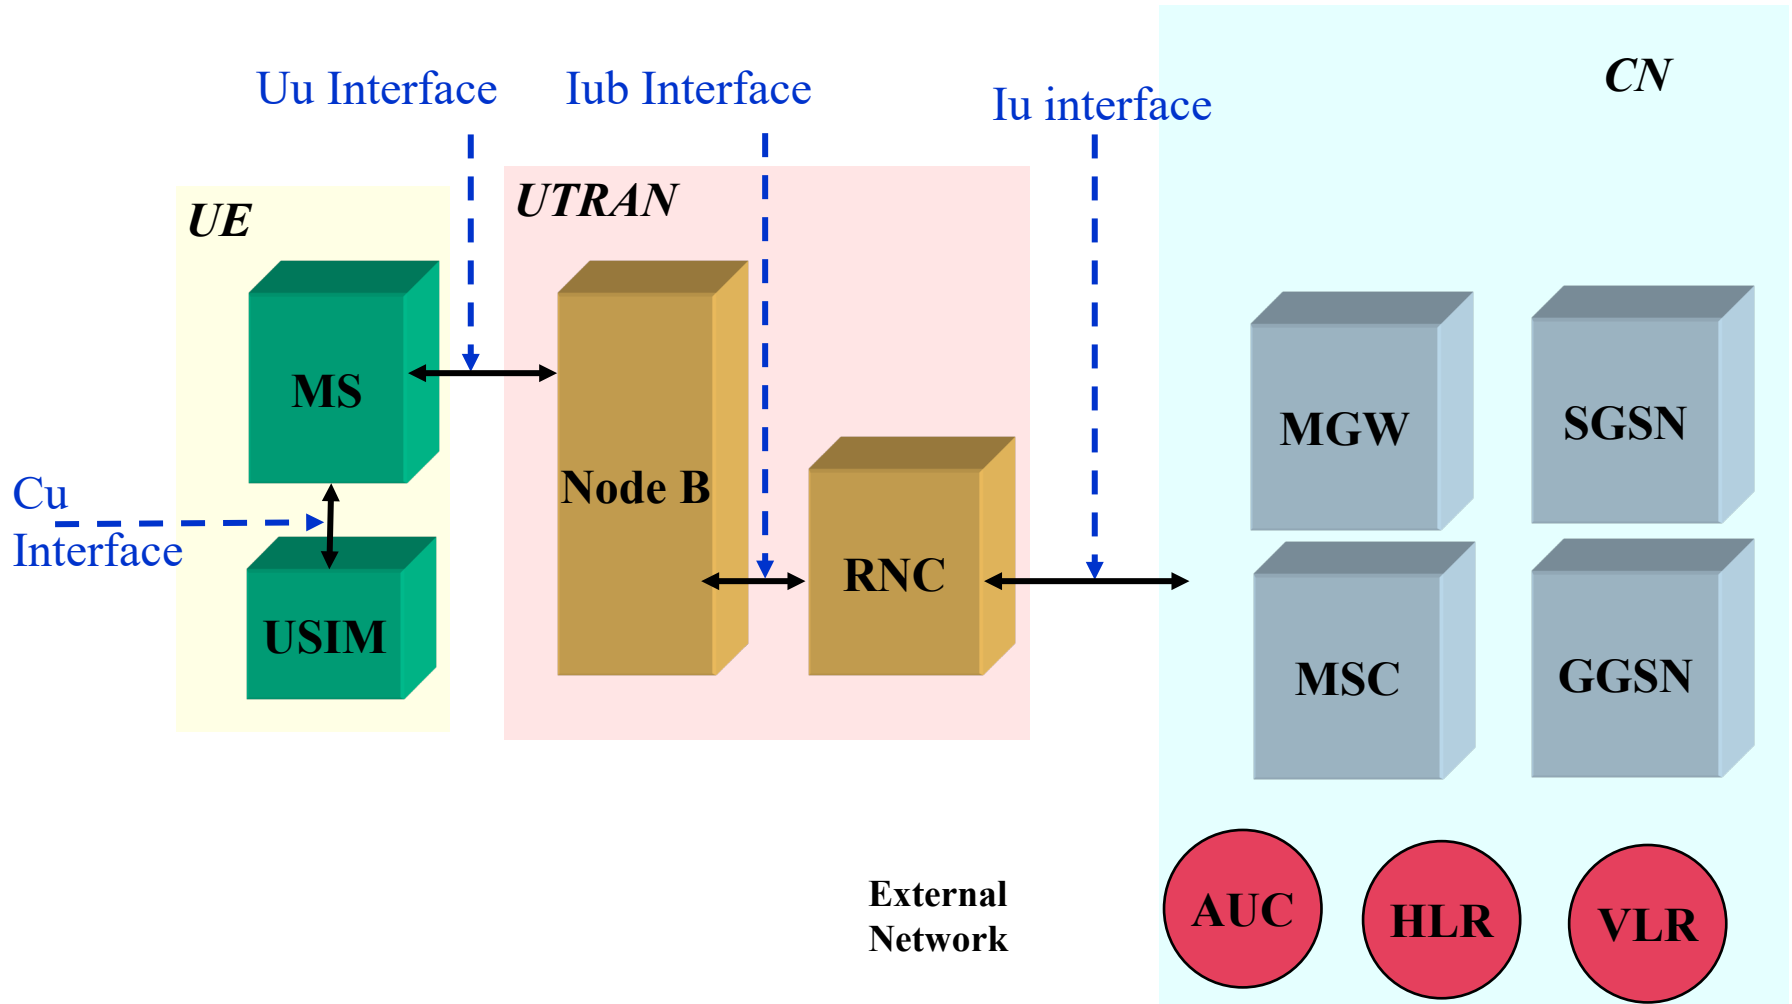 CN
Uu Interface
Iub Interface
Iu interface
UE
UTRAN
MS
MGW
SGSN
Cu
Interface
Node B
RNC
USIM
MSC
GGSN
External
Network
AUC
HLR
VLR